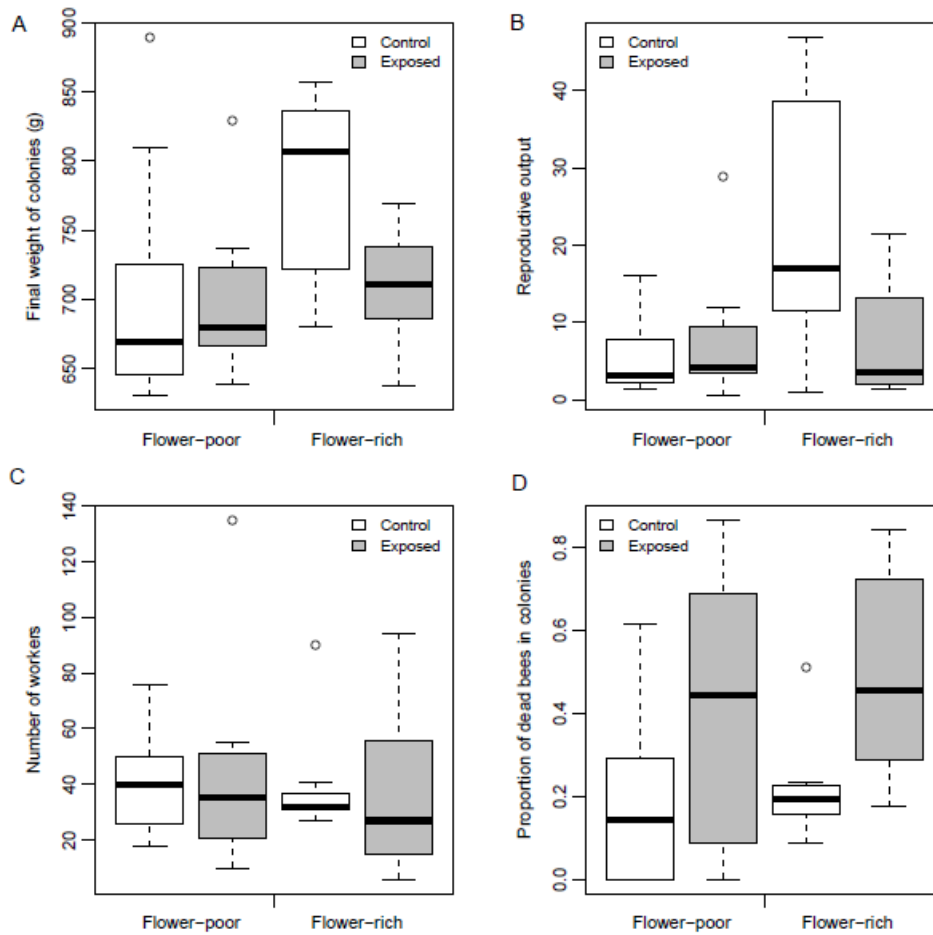 A
Final weight of colonies (g)
900
850
800
750
700
650
Control
Exposed
Flower-poor
Flower-rich
B
Reproductive output
40
30
20
10
0
Control
Exposed
Flower-poor
Flower-rich
C
Number of workers
140
120
100
80
60
40
20
Control
Exposed
Flower-poor
Flower-rich
D
Proportion of dead bees in colonies
0.8
0.6
0.4
0.2
0.0
Control
Exposed
Flower-poor
Flower-rich